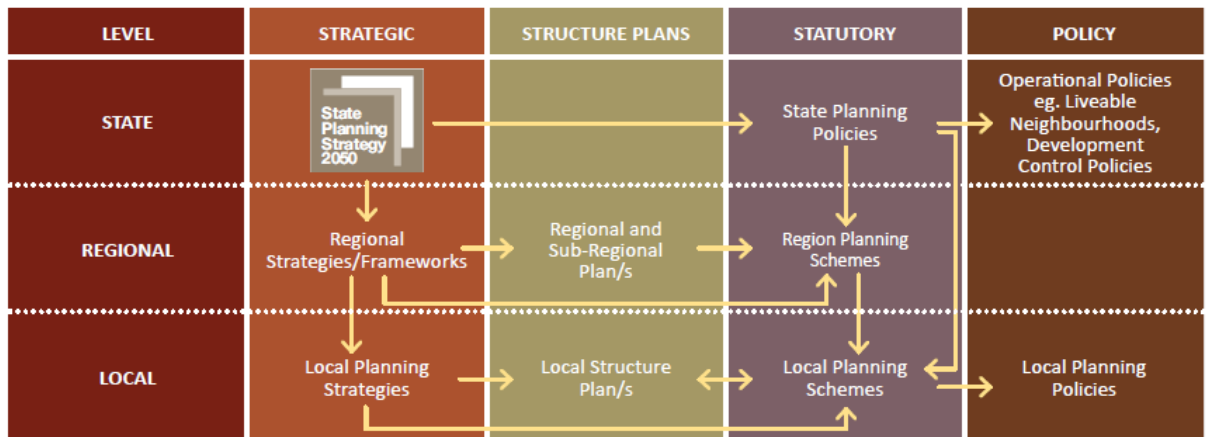 LEVEL
STRATEGIC
STRUCTURE PLANS
STATUTORY
POLICY
STATE
State
Planning
Strategy
2050
State Planning
Policies
Operational Policies
eg. Liveable
Neighbourhoods,
Development
Control Policies
REGIONAL
Regional
Strategies/Frameworks
Regional and
Sub-Regional
Plan/s
Region Planning
Schemes
LOCAL
Local Planning
Strategies
Local Structure
Plan/s
Local Planning
Schemes
Local Planning
Policies